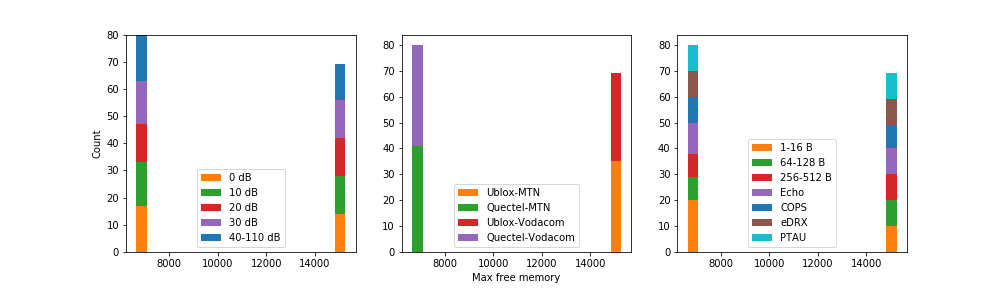 Count
80
70
60
50
40
30
20
10
0
8000 10000 12000 14000
0 dB
10 dB
20 dB
30 dB
40-110 dB
80
70
60
50
40
30
20
10
0
8000 10000 12000 14000
Max free memory
Ublox-MTN
Quectel-MTN
Ublox-Vodacom
Quectel-Vodacom
80
70
60
50
40
30
20
10
0
8000 10000 12000 14000
1-16 B
64-128 B
256-512 B
Echo
COPS
eDRX
PTAU